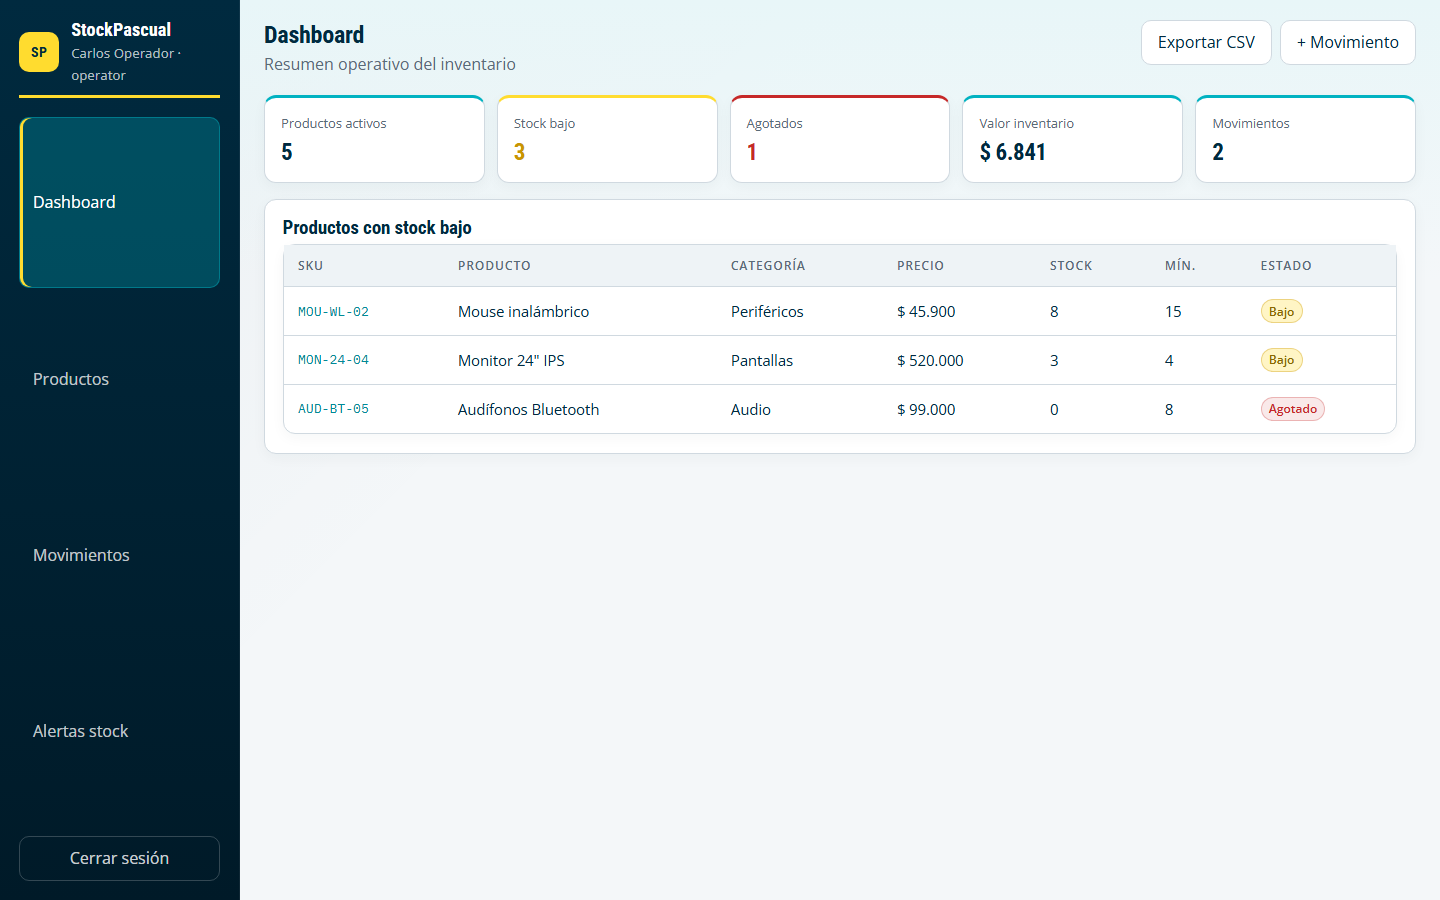 SP
StockPascual
Carlos Operador ·
operator
Dashboard
Productos
Movimientos
Alertas stock
Cerrar sesión
Dashboard
Resumen operativo del inventario
Exportar CSV
+ Movimiento
Productos activos
5
Stock bajo
3
Agotados
1
Valor inventario
$ 6.841
Movimientos
2
Productos con stock bajo
SKU PRODUCTO CATEGORÍA PRECIO STOCK MÍN. ESTADO
MOU-WL-02 Mouse inalámbrico Periféricos $ 45.900 8 15 Bajo
MON-24-04 Monitor 24" IPS Pantallas $ 520.000 3 4 Bajo
AUD-BT-05 Audífonos Bluetooth Audio $ 99.000 0 8 Agotado